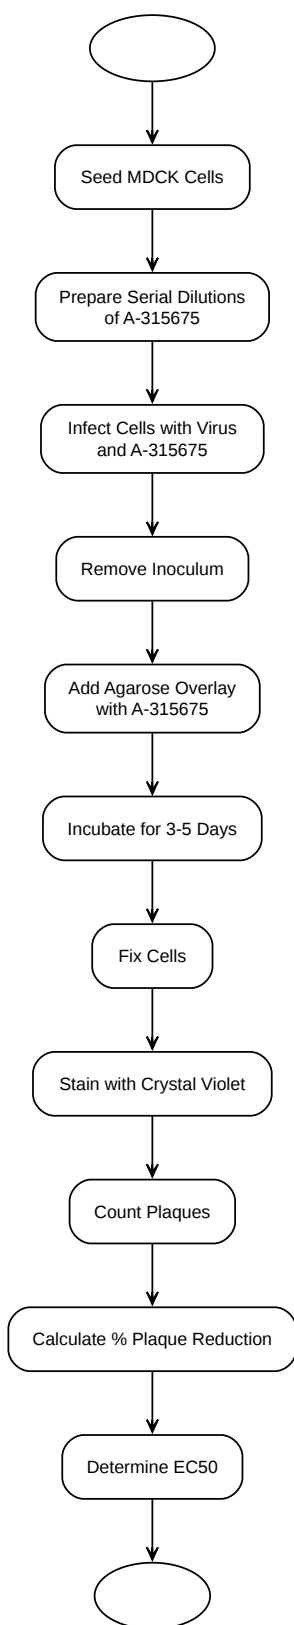 Seed MDCK Cells
Prepare Serial Dilutions
of A-315675
Infect Cells with Virus
and A-315675
Remove Inoculum
Add Agarose Overlay
with A-315675
Incubate for 3-5 Days
Fix Cells
Stain with Crystal Violet
Count Plaques
Calculate % Plaque Reduction
Determine EC50